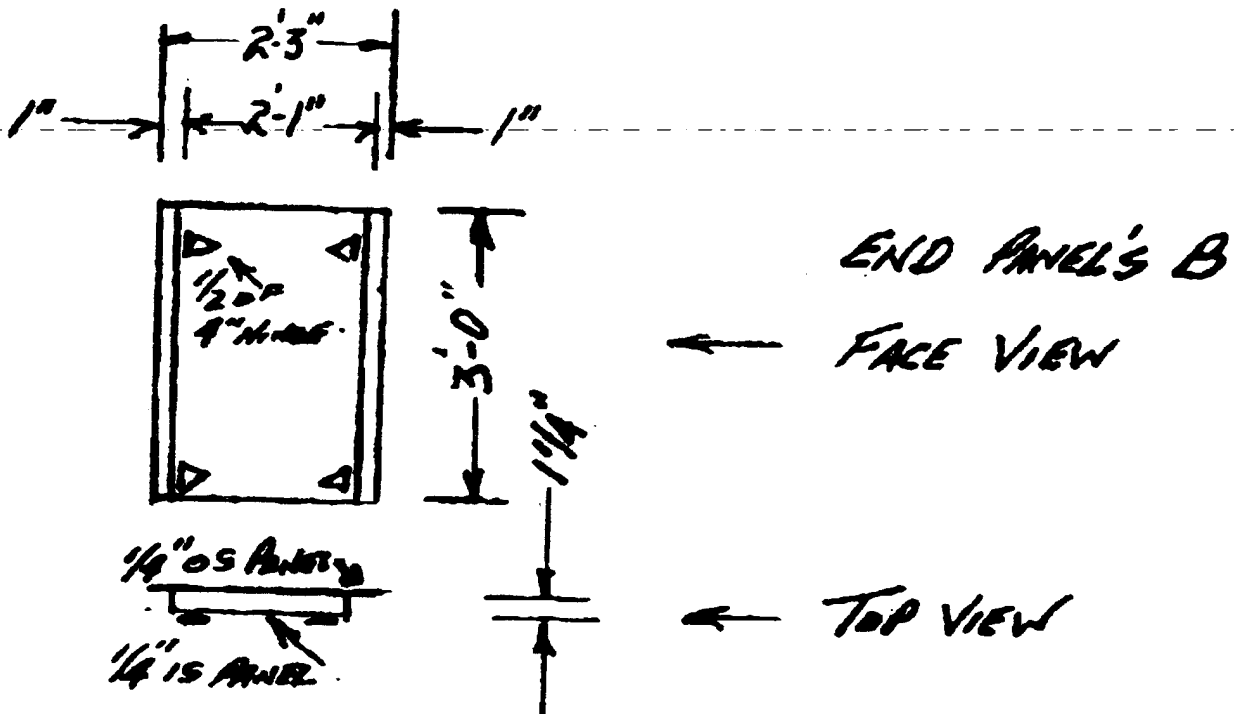 2'-3"
1" 2'-1" 1"
END PANEL'S B
1/2 OF
4" HINGE
3'-0"
FACE VIEW
1 1/4"
1/4" OS PANEL
TOP VIEW
1/4" IS PANEL